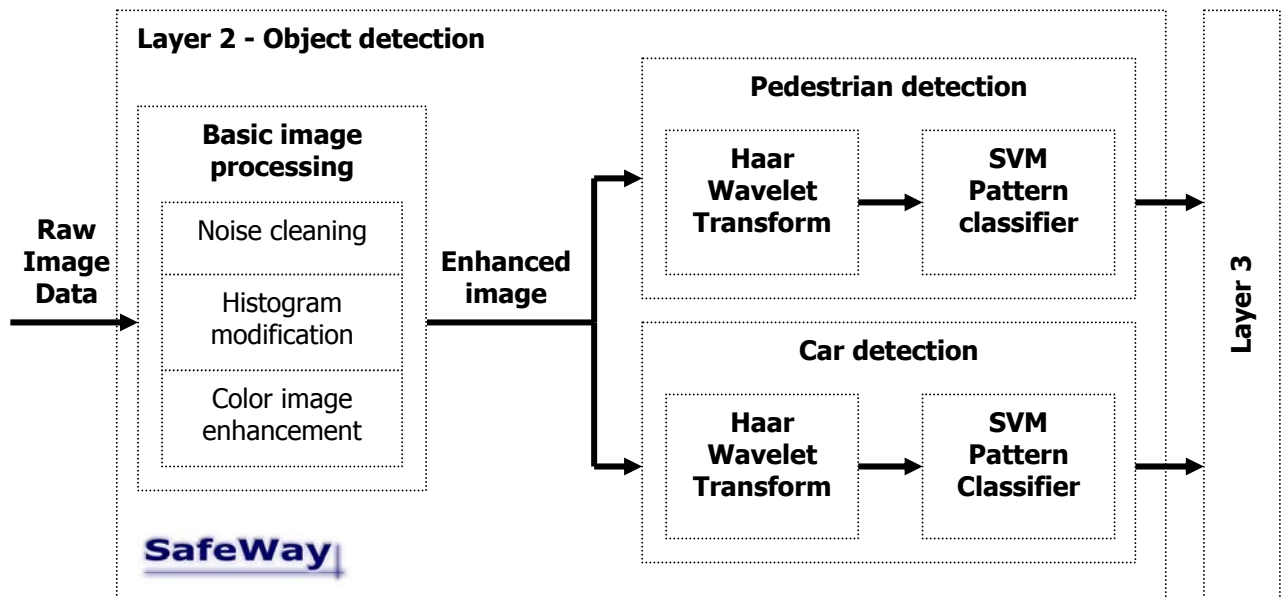 Layer 2 - Object detection
Raw
Image
Data
Basic image
processing
Noise cleaning
Histogram
modification
Color image
enhancement
Enhanced
image
Pedestrian detection
Haar
Wavelet
Transform
SVM
Pattern
classifier
Car detection
Haar
Wavelet
Transform
SVM
Pattern
Classifier
Layer 3
SafeWay